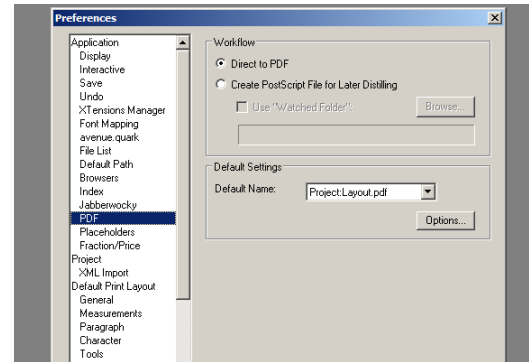 Preferences
Application
Display
Interactive
Save
Undo
XTensions Manager
Font Mapping
avenue.quark
File List
Default Path
Browsers
Index
Jabberwocky
PDF
Placeholders
Fraction/Price
Project
XML Import
Default Print Layout
General
Measurements
Paragraph
Character
Tools
Workflow
Direct to PDF
Create PostScript File for Later Distilling
Use "Watched Folder":
Browse...
Default Settings
Default Name:
Project:Layout.pdf
Options...